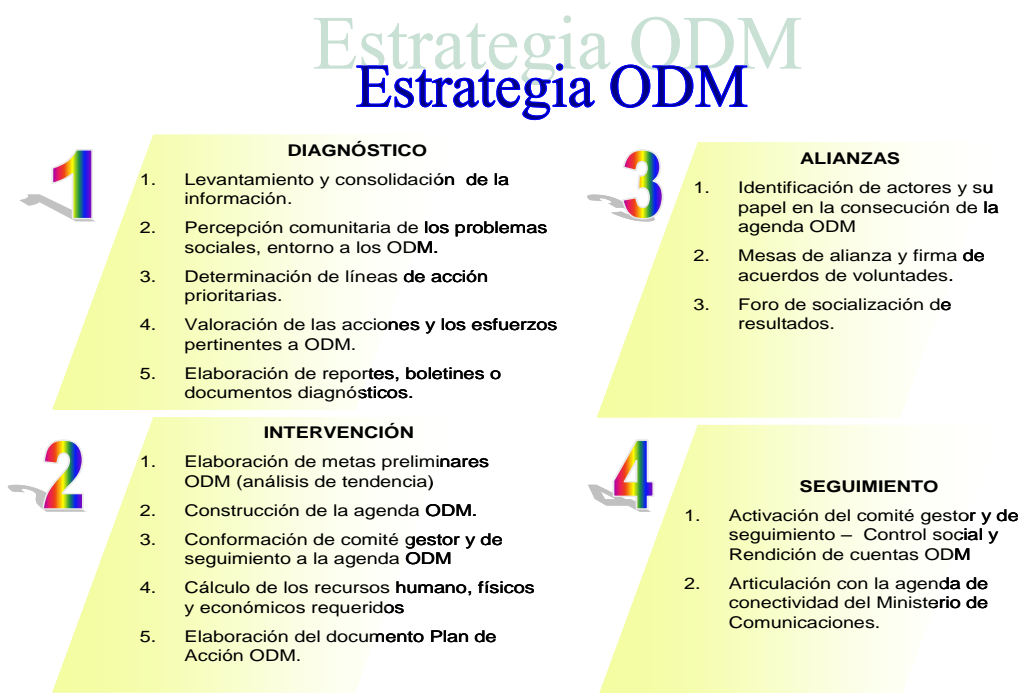 Estrategia ODM
1
DIAGNÓSTICO
1. Levantamiento y consolidación de la
información.
2. Percepción comunitaria de los problemas
sociales, entorno a los ODM.
3. Determinación de líneas de acción
prioritarias.
4. Valoración de las acciones y los esfuerzos
pertinentes a ODM.
5. Elaboración de reportes, boletines o
documentos diagnósticos.
2
INTERVENCIÓN
1. Elaboración de metas preliminares
ODM (análisis de tendencia)
2. Construcción de la agenda ODM.
3. Conformación de comité gestor y de
seguimiento a la agenda ODM
4. Cálculo de los recursos humano, físicos
y económicos requeridos
5. Elaboración del documento Plan de
Acción ODM.
3
ALIANZAS
1. Identificación de actores y su
papel en la consecución de la
agenda ODM
2. Mesas de alianza y firma de
acuerdos de voluntades.
3. Foro de socialización de
resultados.
4
SEGUIMIENTO
1. Activación del comité gestor y de
seguimiento – Control social y
Rendición de cuentas ODM
2. Articulación con la agenda de
conectividad del Ministerio de
Comunicaciones.